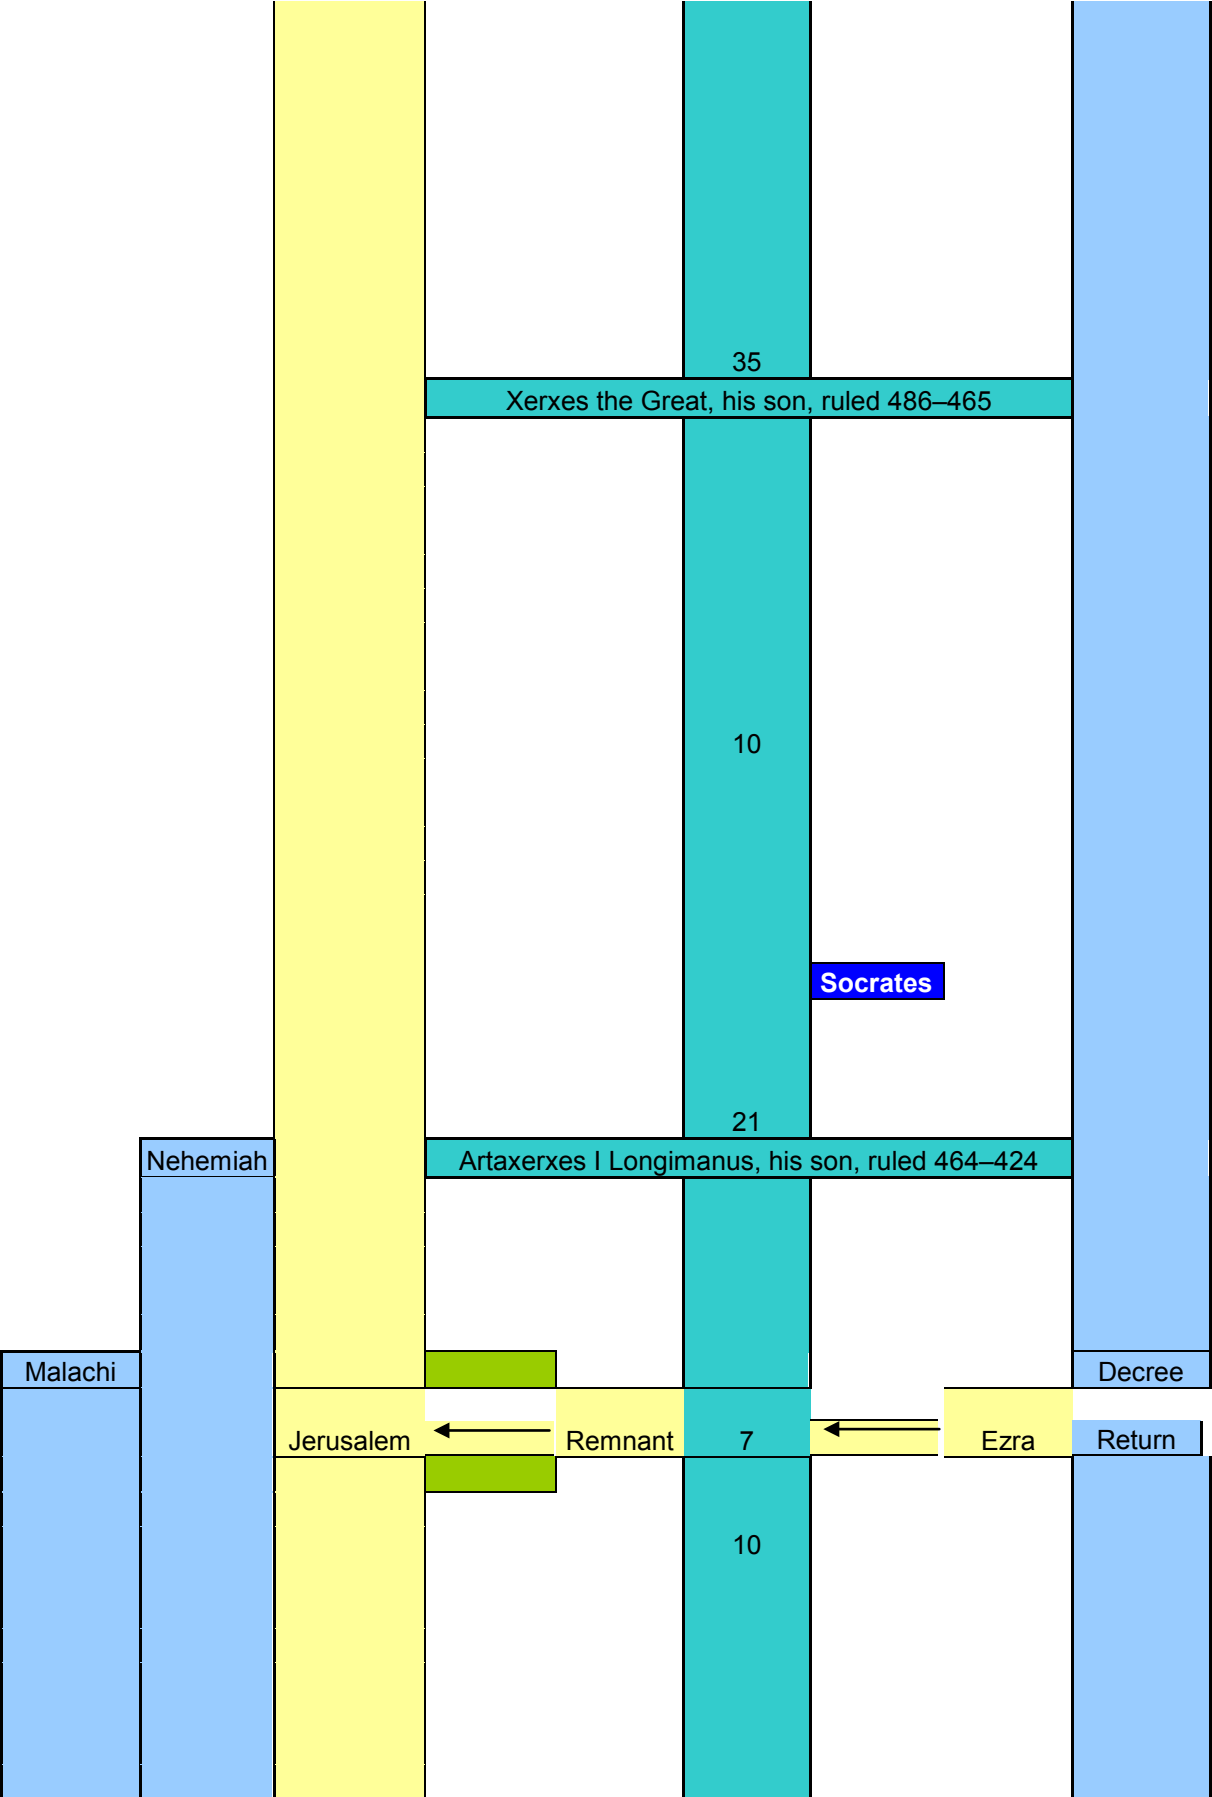 35
Xerxes the Great, his son, ruled 486–465
10
Socrates
21
Nehemiah
Artaxerxes I Longimanus, his son, ruled 464–424
Malachi
Decree
Jerusalem
Remnant
7
Ezra
Return
10